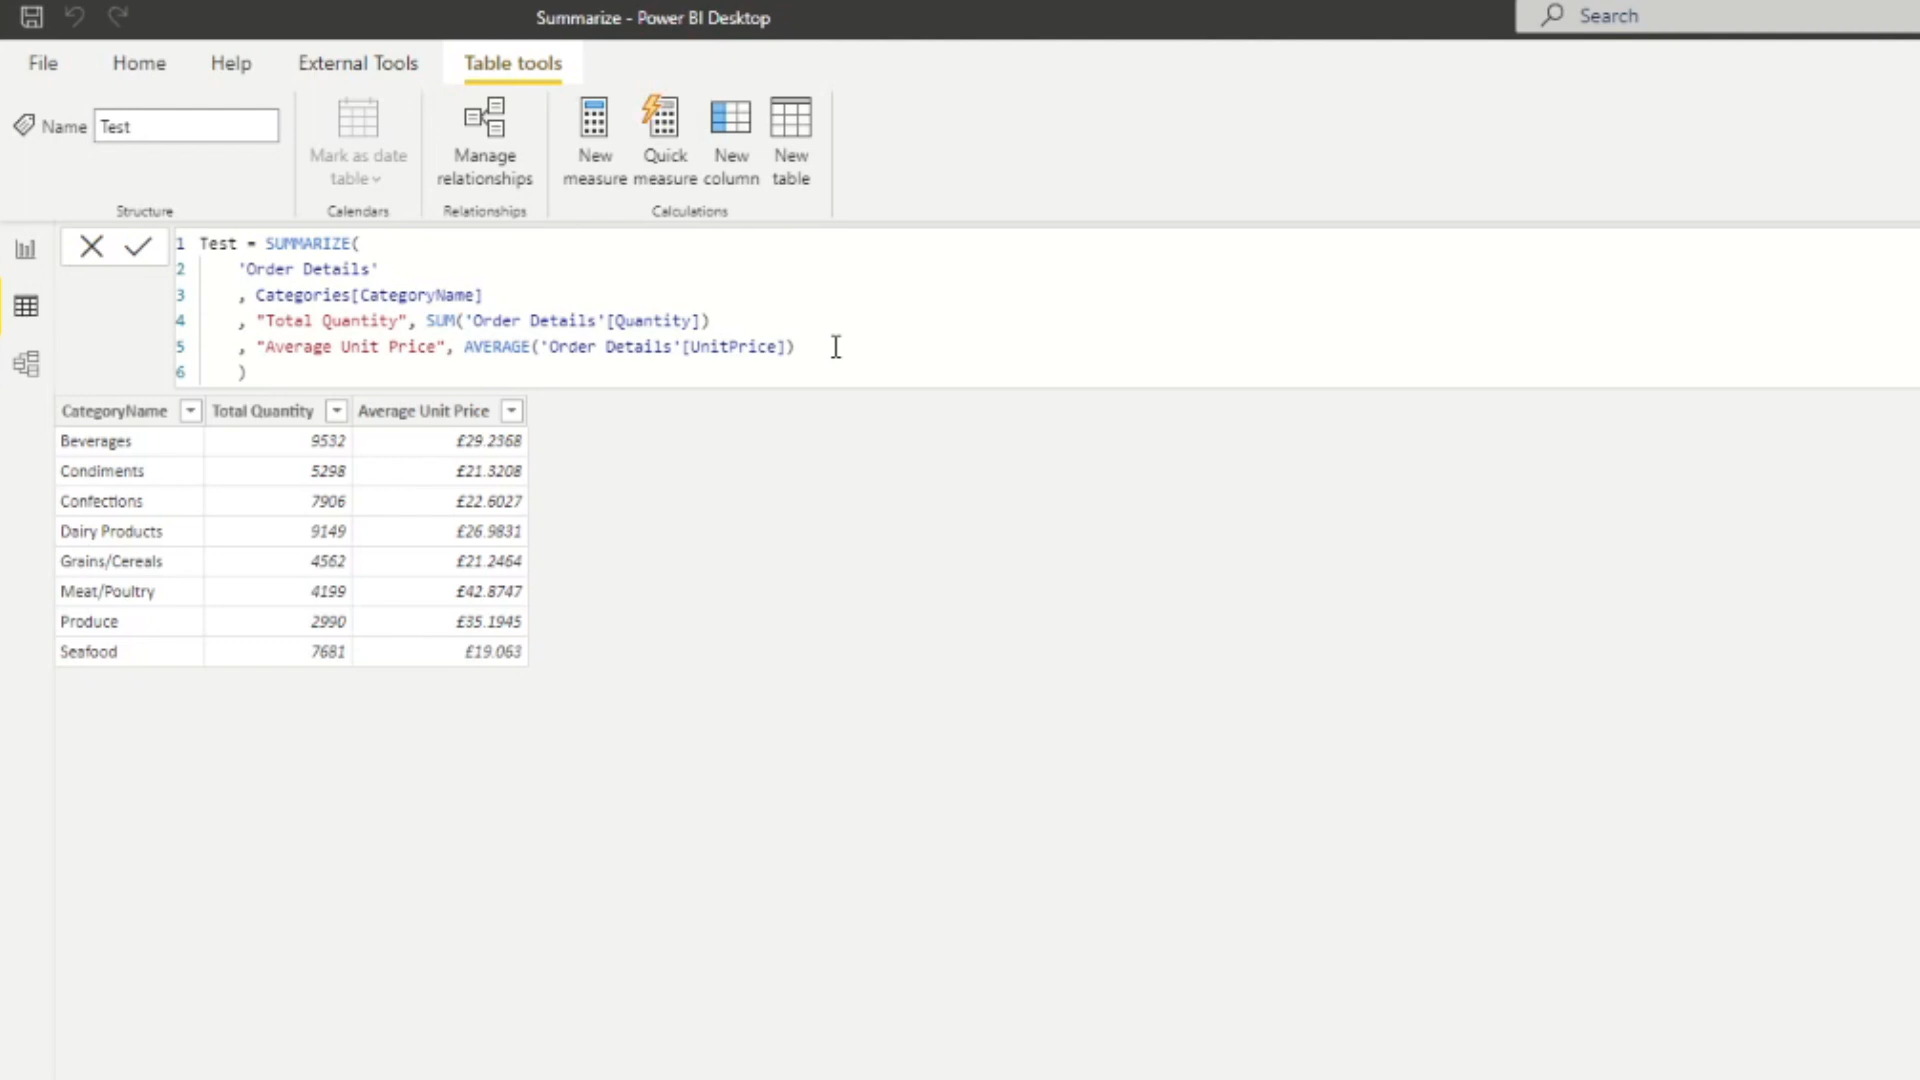 Summarize - Power BI Desktop
Search
File Home Help External Tools Table tools
Name Test
Mark as date table
Manage relationships
New measure
Quick measure
New column
New table
Structure Calendars Relationships Calculations
1 Test = SUMMARIZE(
2 'Order Details'
3 , Categories[CategoryName]
4 , "Total Quantity", SUM('Order Details'[Quantity])
5 , "Average Unit Price", AVERAGE('Order Details'[UnitPrice])
6 )
CategoryName Total Quantity Average Unit Price
Beverages 9532 £29.2368
Condiments 5298 £21.3208
Confections 7906 £22.6027
Dairy Products 9149 £26.9831
Grains/Cereals 4562 £21.2464
Meat/Poultry 4199 £42.8747
Produce 2990 £35.1945
Seafood 7681 £19.063